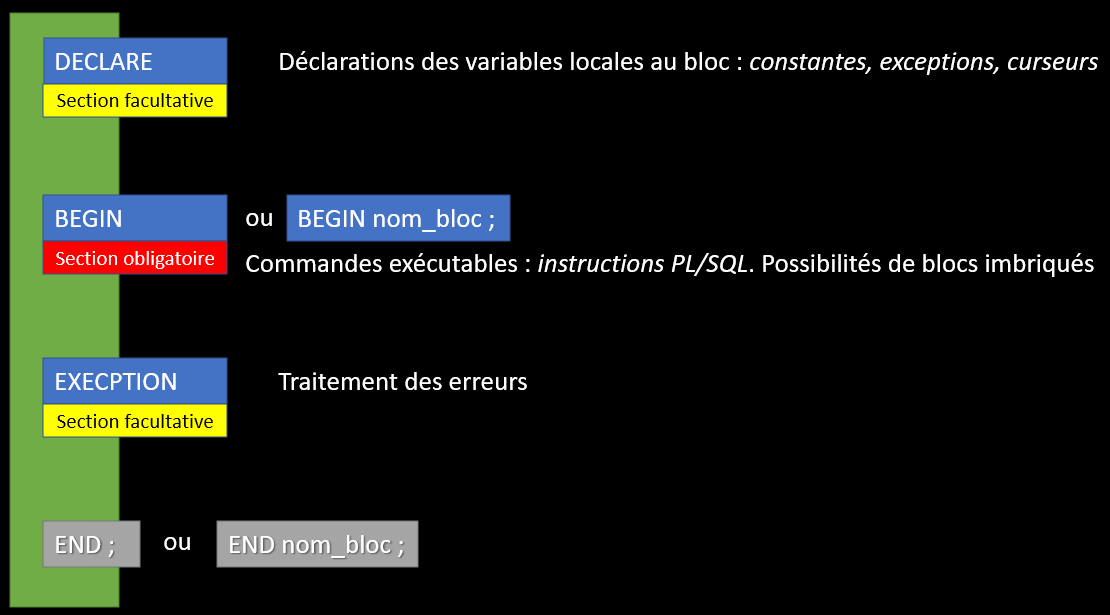 DECLARE
Déclarations des variables locales au bloc : constantes, exceptions, curseurs
Section facultative
BEGIN ou BEGIN nom_bloc ;
Section obligatoire
Commandes exécutables : instructions PL/SQL. Possibilités de blocs imbriqués
EXECPTION
Traitement des erreurs
Section facultative
END ; ou END nom_bloc ;